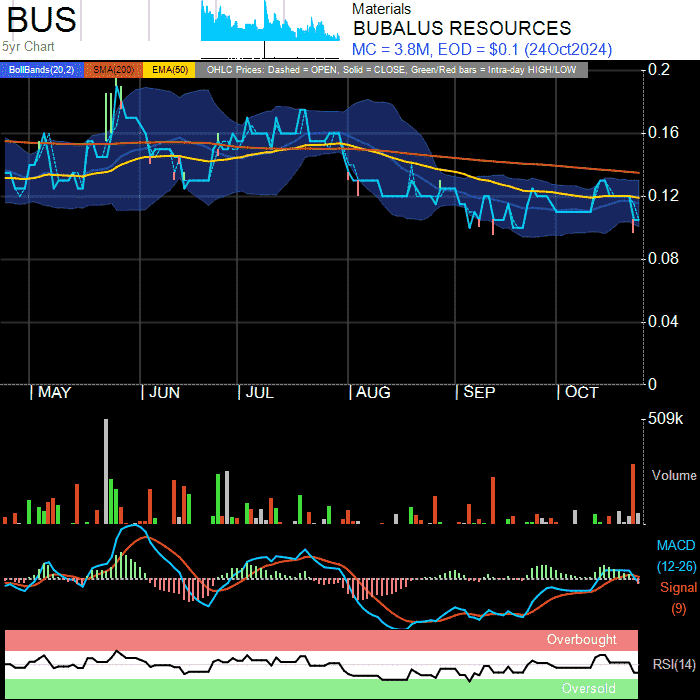 BUS
5yr Chart
Materials
BUBALUS RESOURCES
MC = 3.8M, EOD = $0.1 (24Oct2024)
BollBands(20,2) SMA(200) EMA(50) OHLC Prices: Dashed = OPEN, Solid = CLOSE, Green/Red bars = Intra-day HIGH/LOW
0.2
0.16
0.12
0.08
0.04
0
MAY JUN JUL AUG SEP OCT
509k
Volume
MACD
(12-26)
Signal
(9)
Overbought
RSI(14)
Oversold